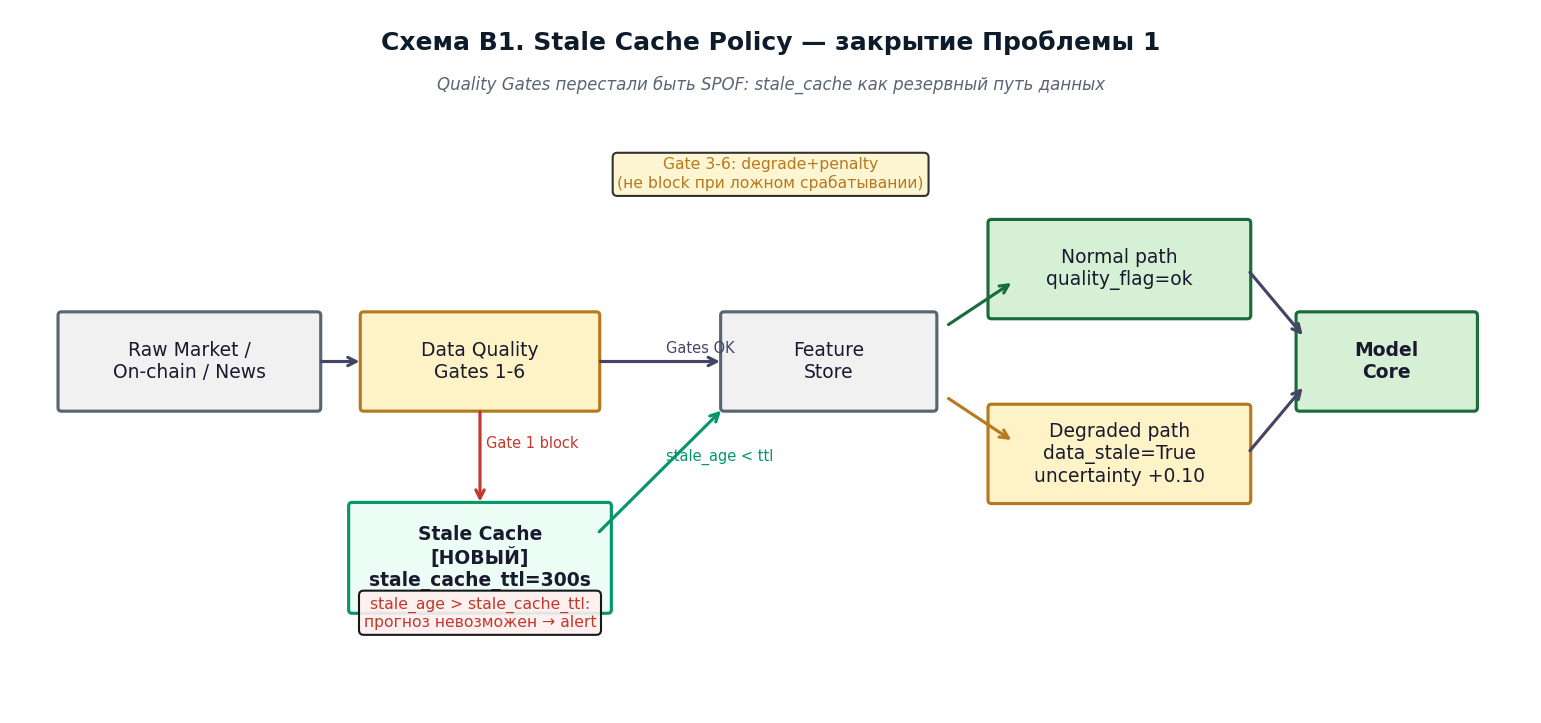 Схема B1. Stale Cache Policy — закрытие Проблемы 1
Quality Gates перестали быть SPOF: stale_cache как резервный путь данных
Gate 3-6: degrade+penalty
(не block при ложном срабатывании)
Normal path
quality_flag=ok
Raw Market /
On-chain / News
Data Quality
Gates 1-6
Gates OK
Feature
Store
Model
Core
Gate 1 block
stale_age < ttl
Degraded path
data_stale=True
uncertainty +0.10
Stale Cache
[НОВЫЙ]
stale_cache_ttl=300s
stale_age > stale_cache_ttl:
прогноз невозможен → alert